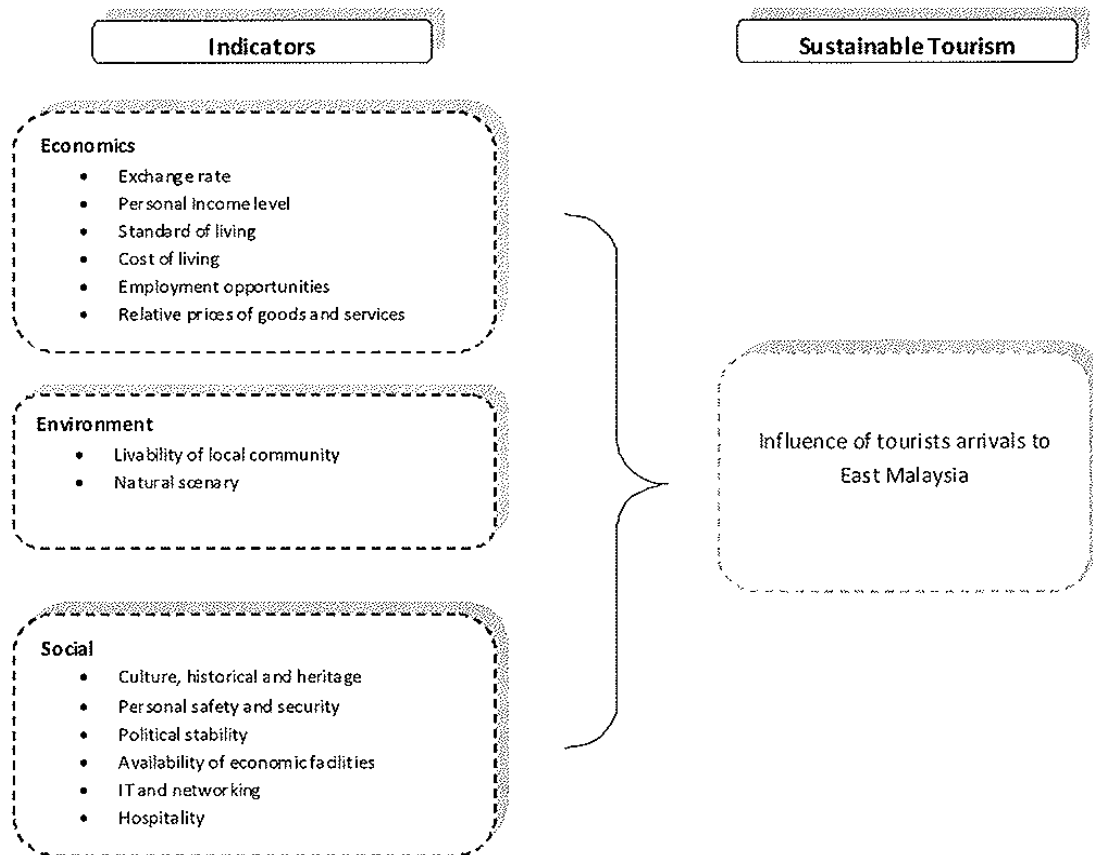 Indicators
Sustainable Tourism
Economics
• Exchange rate
• Personal income level
• Standard of living
• Cost of living
• Employment opportunities
• Relative prices of goods and services
Environment
• Livability of local community
• Natural scenary
Social
• Culture, historical and heritage
• Personal safety and security
• Political stability
• Availability of economic facilities
• IT and networking
• Hospitality
Influence of tourists arrivals to
East Malaysia